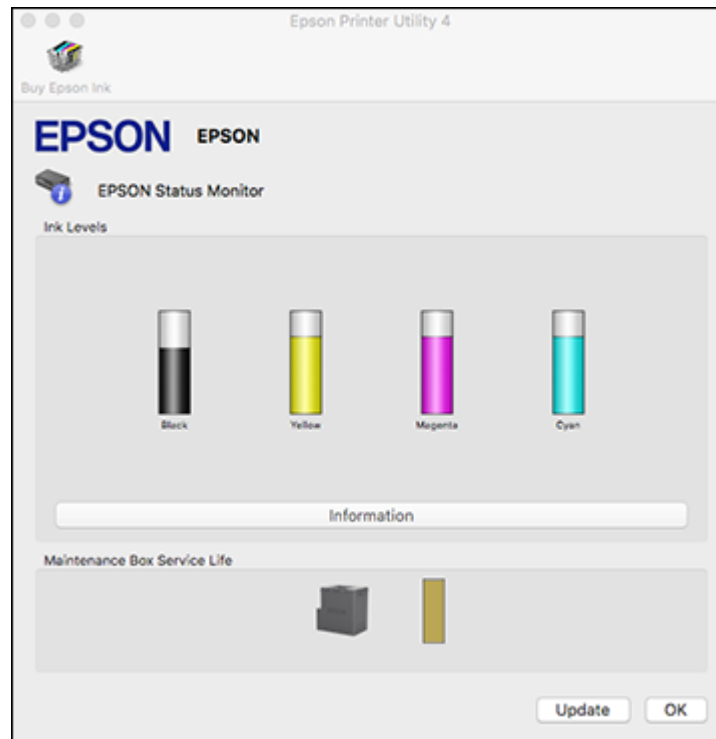 Epson Printer Utility 4
Buy Epson Ink
EPSON EPSON
EPSON Status Monitor
Ink Levels
Black Yellow Magenta Cyan
Information
Maintenance Box Service Life
Update OK